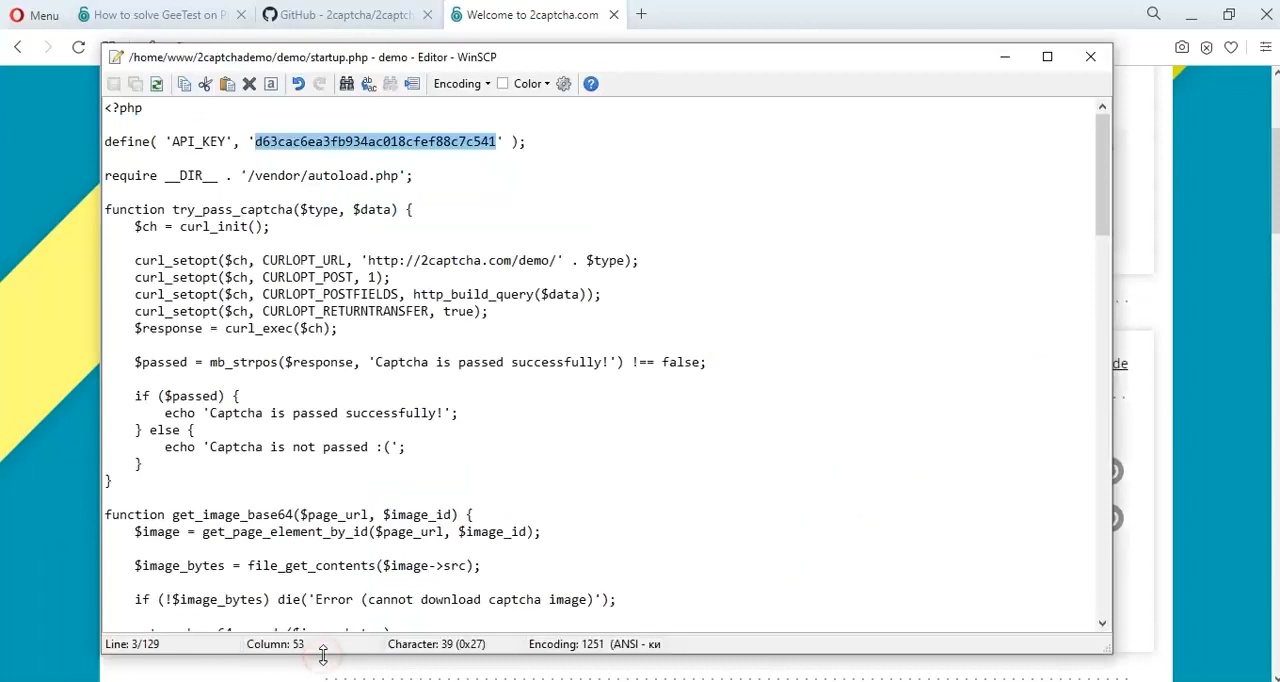 Menu
How to solve GeeTest on P
GitHub - 2captcha/2captch
Welcome to 2captcha.com
/home/www/2captchademo/demo/startup.php - demo - Editor - WinSCP
Encoding
Color
<?php
define( 'API_KEY', 'd63cac6ea3fb934ac018cfef88c7c541' );
require __DIR__ . '/vendor/autoload.php';
function try_pass_captcha($type, $data) {
$ch = curl_init();
curl_setopt($ch, CURLOPT_URL, 'http://2captcha.com/demo/' . $type);
curl_setopt($ch, CURLOPT_POST, 1);
curl_setopt($ch, CURLOPT_POSTFIELDS, http_build_query($data));
curl_setopt($ch, CURLOPT_RETURNTRANSFER, true);
$response = curl_exec($ch);
$passed = mb_strpos($response, 'Captcha is passed successfully!') !== false;
if ($passed) {
echo 'Captcha is passed successfully!';
} else {
echo 'Captcha is not passed :(';
}
}
function get_image_base64($page_url, $image_id) {
$image = get_page_element_by_id($page_url, $image_id);
$image_bytes = file_get_contents($image->src);
if (!$image_bytes) die('Error (cannot download captcha image)');
de
Line: 3/129
Column: 53
Character: 39 (0x27)
Encoding: 1251 (ANSI - ки